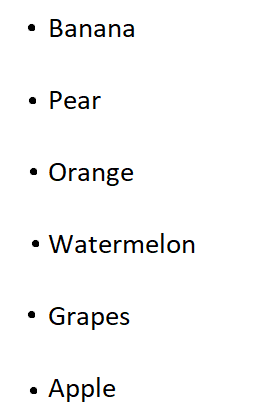 • Banana
• Pear
• Orange
• Watermelon
• Grapes
• Apple